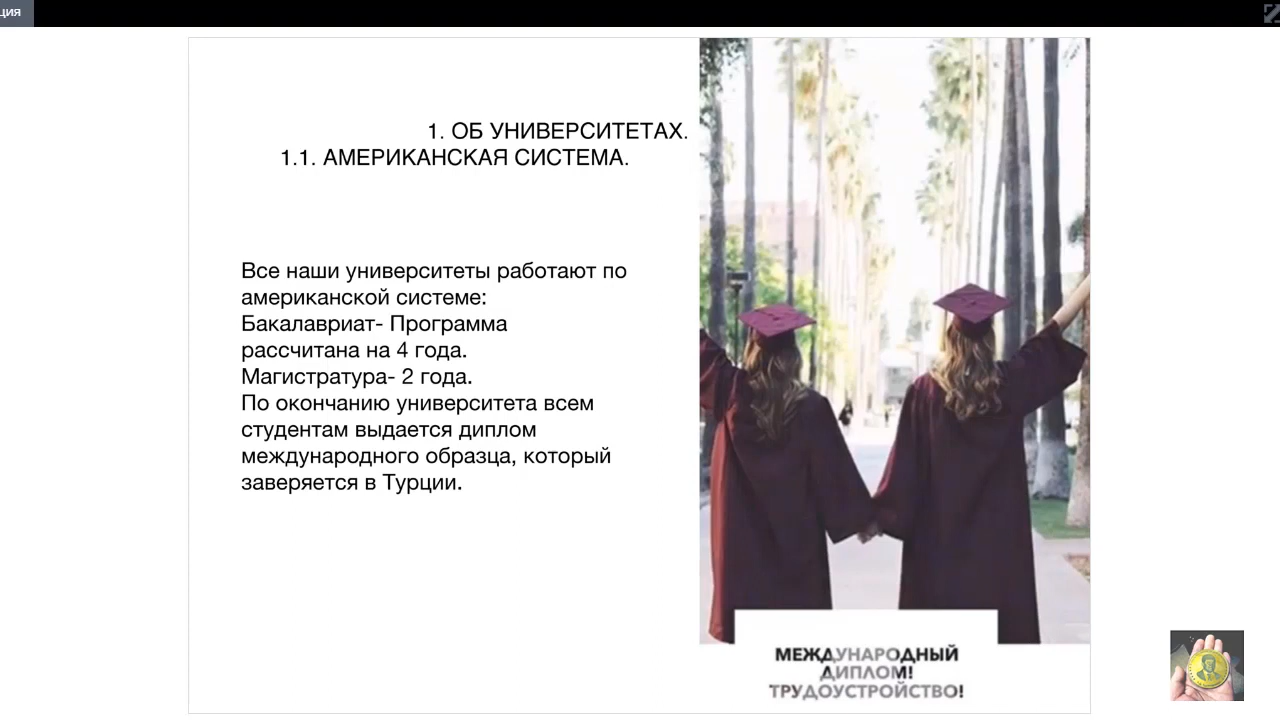 ция
1. ОБ УНИВЕРСИТЕТАХ.
1.1. АМЕРИКАНСКАЯ СИСТЕМА.
Все наши университеты работают по
американской системе:
Бакалавриат- Программа
рассчитана на 4 года.
Магистратура- 2 года.
По окончанию университета всем
студентам выдается диплом
международного образца, который
заверяется в Турции.
МЕЖДУНАРОДНЫЙ
ДИПЛОМ!
ТРУДОУСТРОЙСТВО!